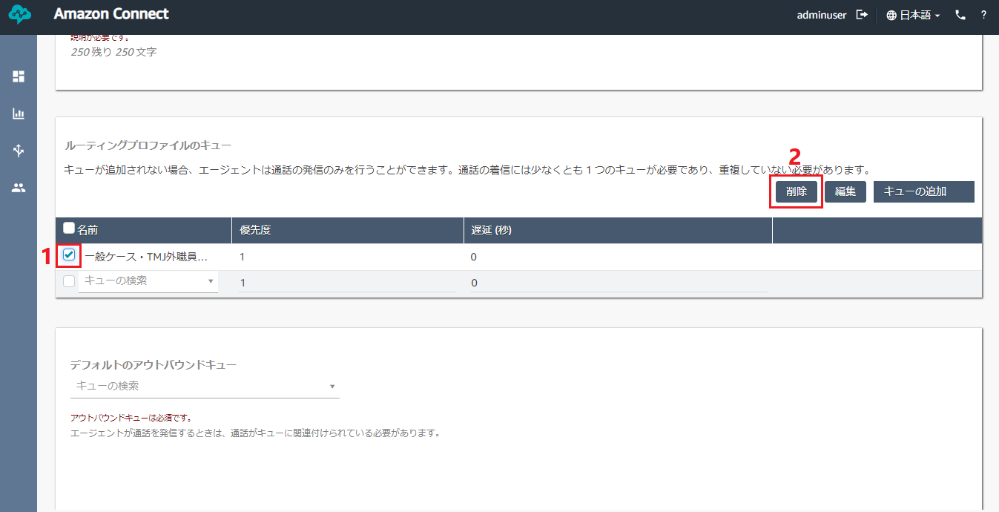 Amazon Connect
adminuser 日本語 ?
説明が必要です。
250 残り 250 文字
ルーティングプロファイルのキュー
2
キューが追加されない場合、エージェントは通話の発信のみを行うことができます。通話の着信には少なくとも 1 つのキューが必要であり、重複していない必要があります。
削除 編集 キューの追加
名前 優先度 遅延 (秒)
1 一般ケース・TMJ外職員... 1 0
キューの検索 1 0
デフォルトのアウトバウンドキュー
キューの検索
アウトバウンドキューは必須です。
エージェントが通話を発信するときは、通話がキューに関連付けられている必要があります。